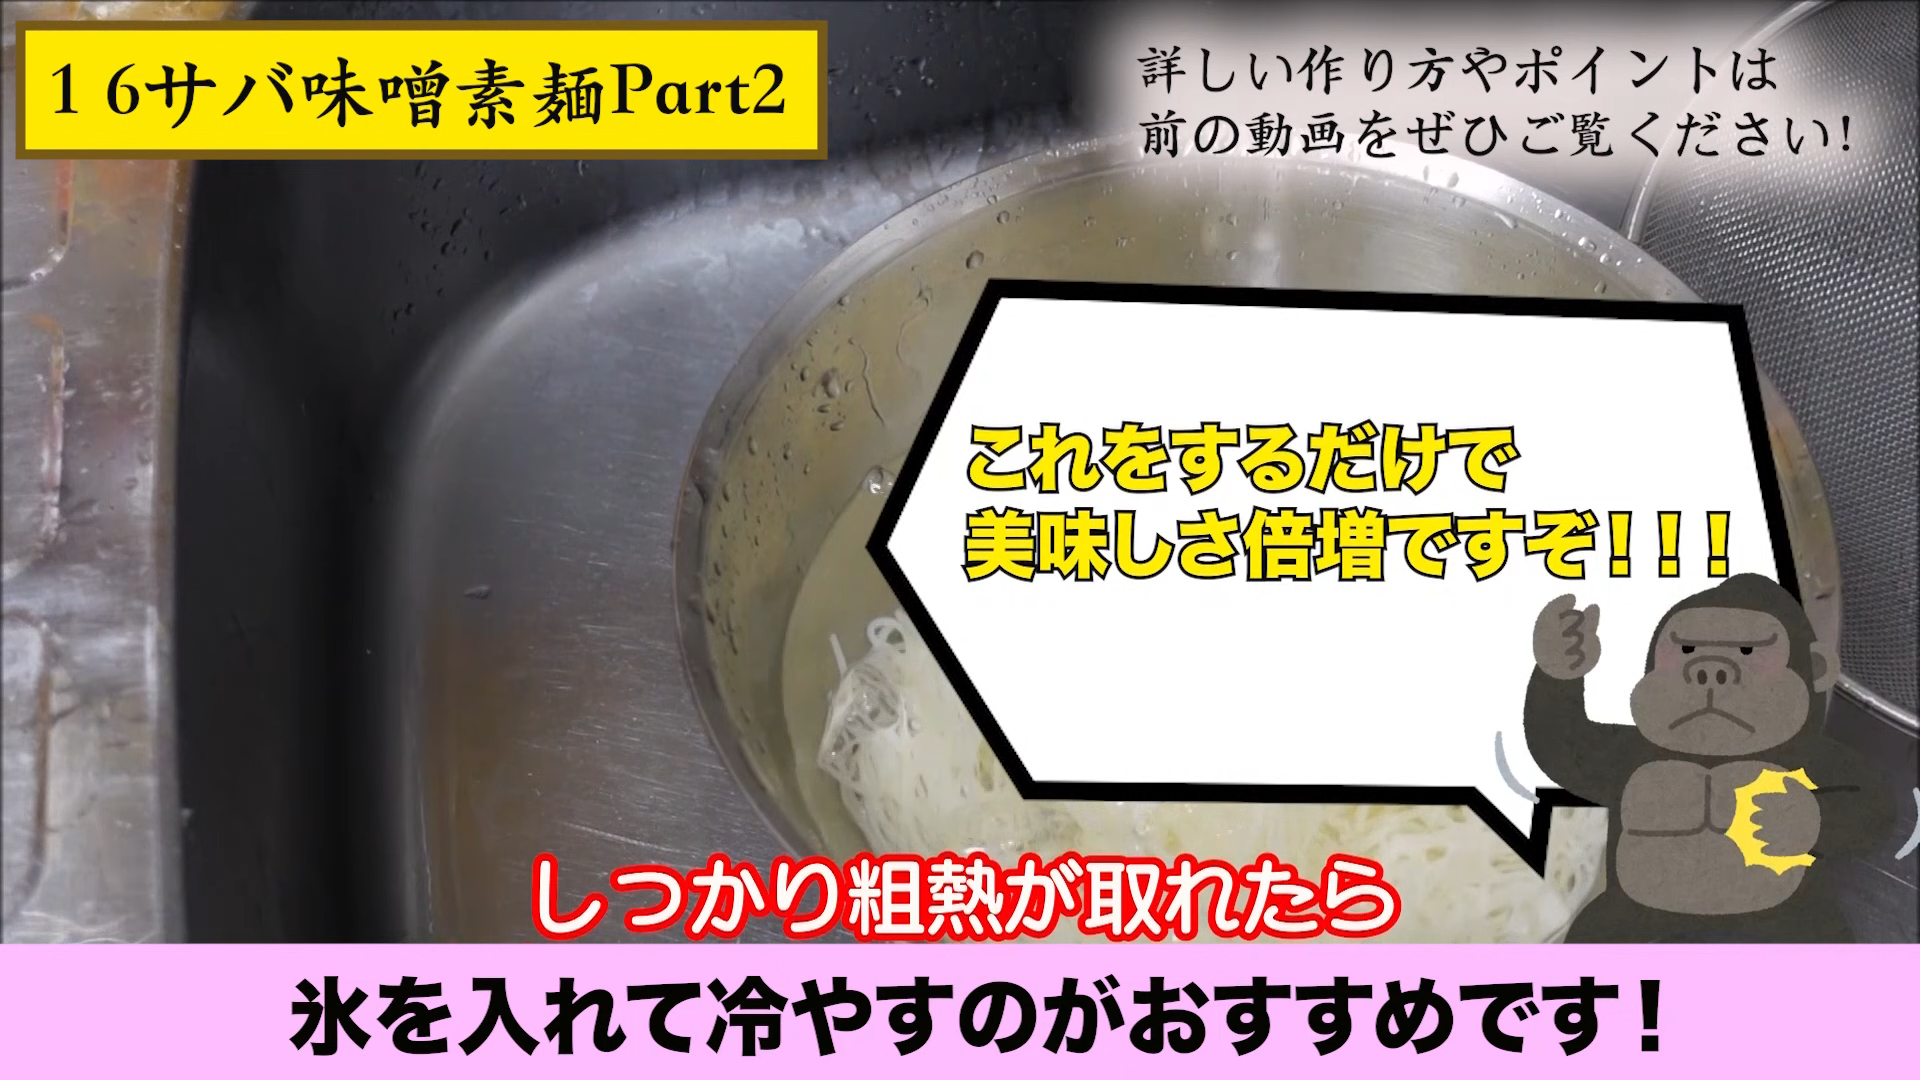 16サバ味噌素麺Part2
詳しい作り方やポイントは
前の動画をぜひご覧ください!
これをするだけで
美味しさ倍増ですぞ！！！
しっかり粗熱が取れたら
氷を入れて冷やすのがおすすめです！